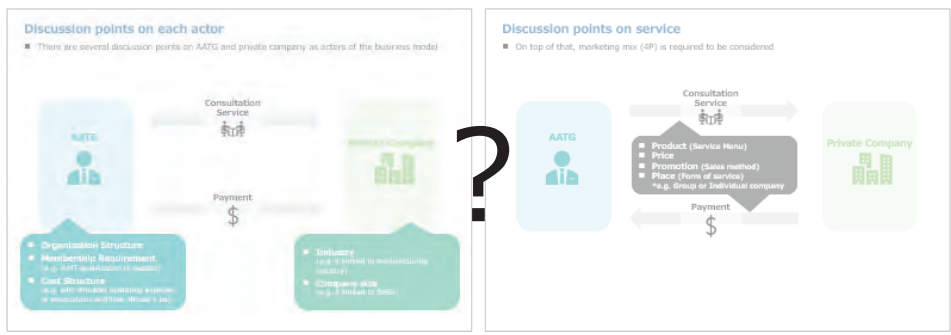 Discussion points on each actor
■ There are several discussion points on AATG and private company as actors of the business model
Consultation
Service
AATG
Private Company
Payment
$
■ Organization Structure
■ Membership Requirement
■ Cost Structure
■ Industry
■ Company size
?
Discussion points on service
■ On top of that, marketing mix (4P) is required to be considered
Consultation
Service
AATG
Private Company
■ Product (Service Menu)
■ Price
■ Promotion (Sales method)
■ Place (Form of service)
*e.g. Group or Individual company
Payment
$